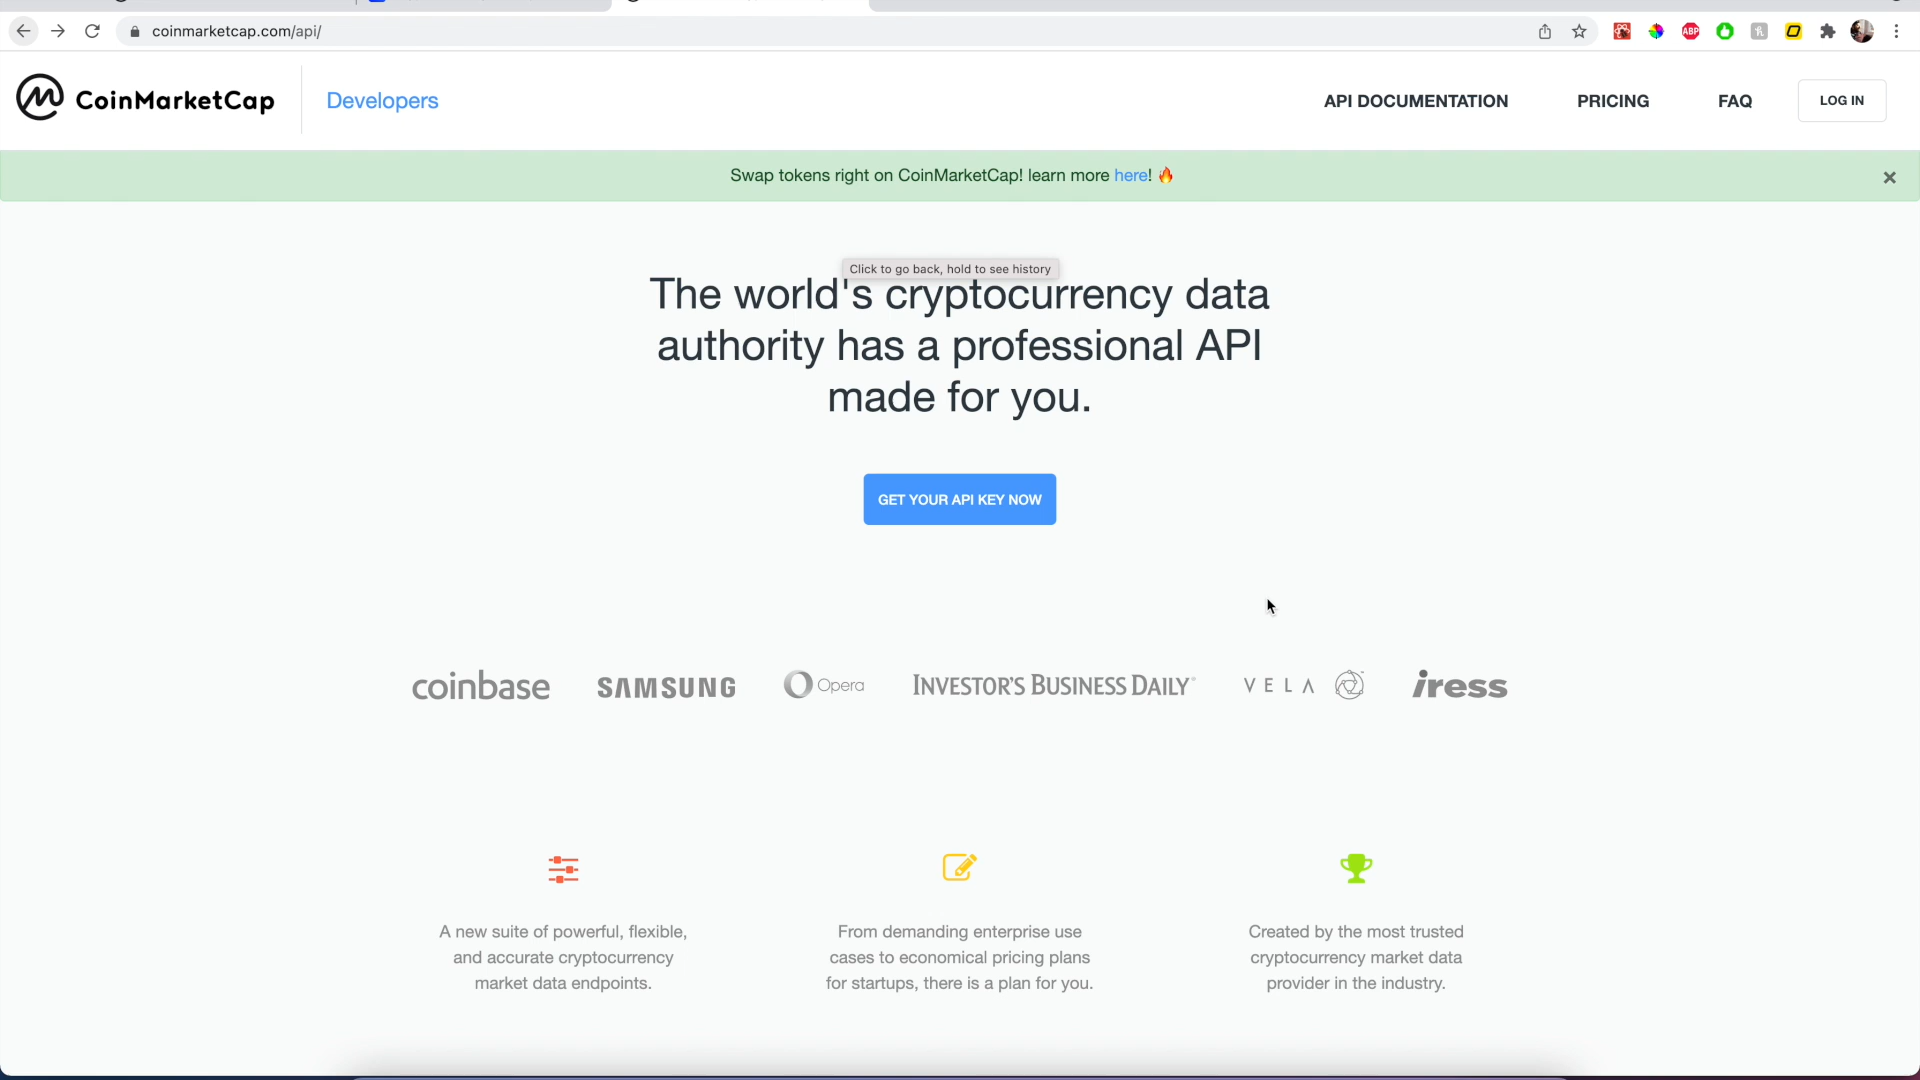 coinmarketcap.com/api/
ABP
CoinMarketCap
Developers
API DOCUMENTATION
PRICING
FAQ
LOG IN
Swap tokens right on CoinMarketCap! learn more here! 🔥
Click to go back, hold to see history
The world's cryptocurrency data
authority has a professional API
made for you.
GET YOUR API KEY NOW
coinbase
SAMSUNG
Opera
INVESTOR'S BUSINESS DAILY
VELA
iress
A new suite of powerful, flexible,
and accurate cryptocurrency
market data endpoints.
From demanding enterprise use
cases to economical pricing plans
for startups, there is a plan for you.
Created by the most trusted
cryptocurrency market data
provider in the industry.